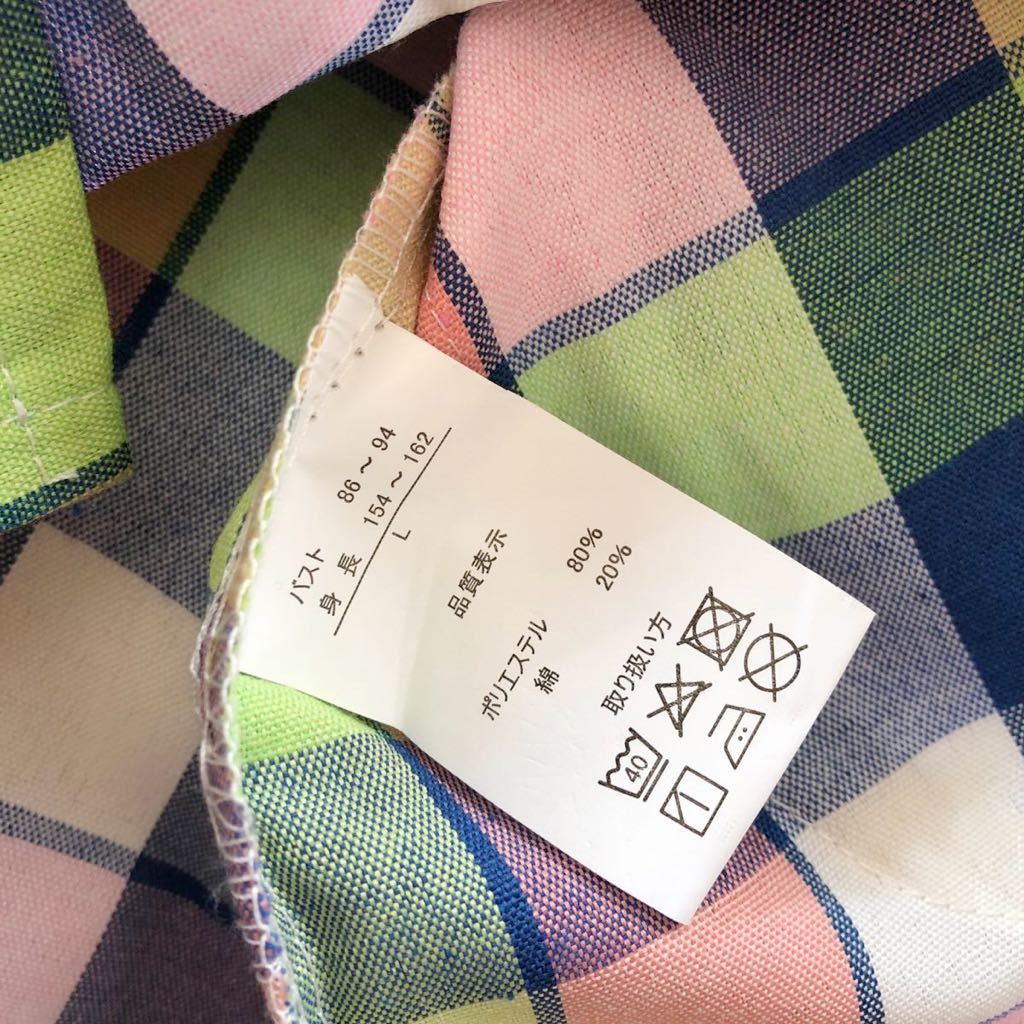 バスト 86～94
身長 154～162
L
品質表示
ポリエステル 80%
綿 20%
取り扱い方
40